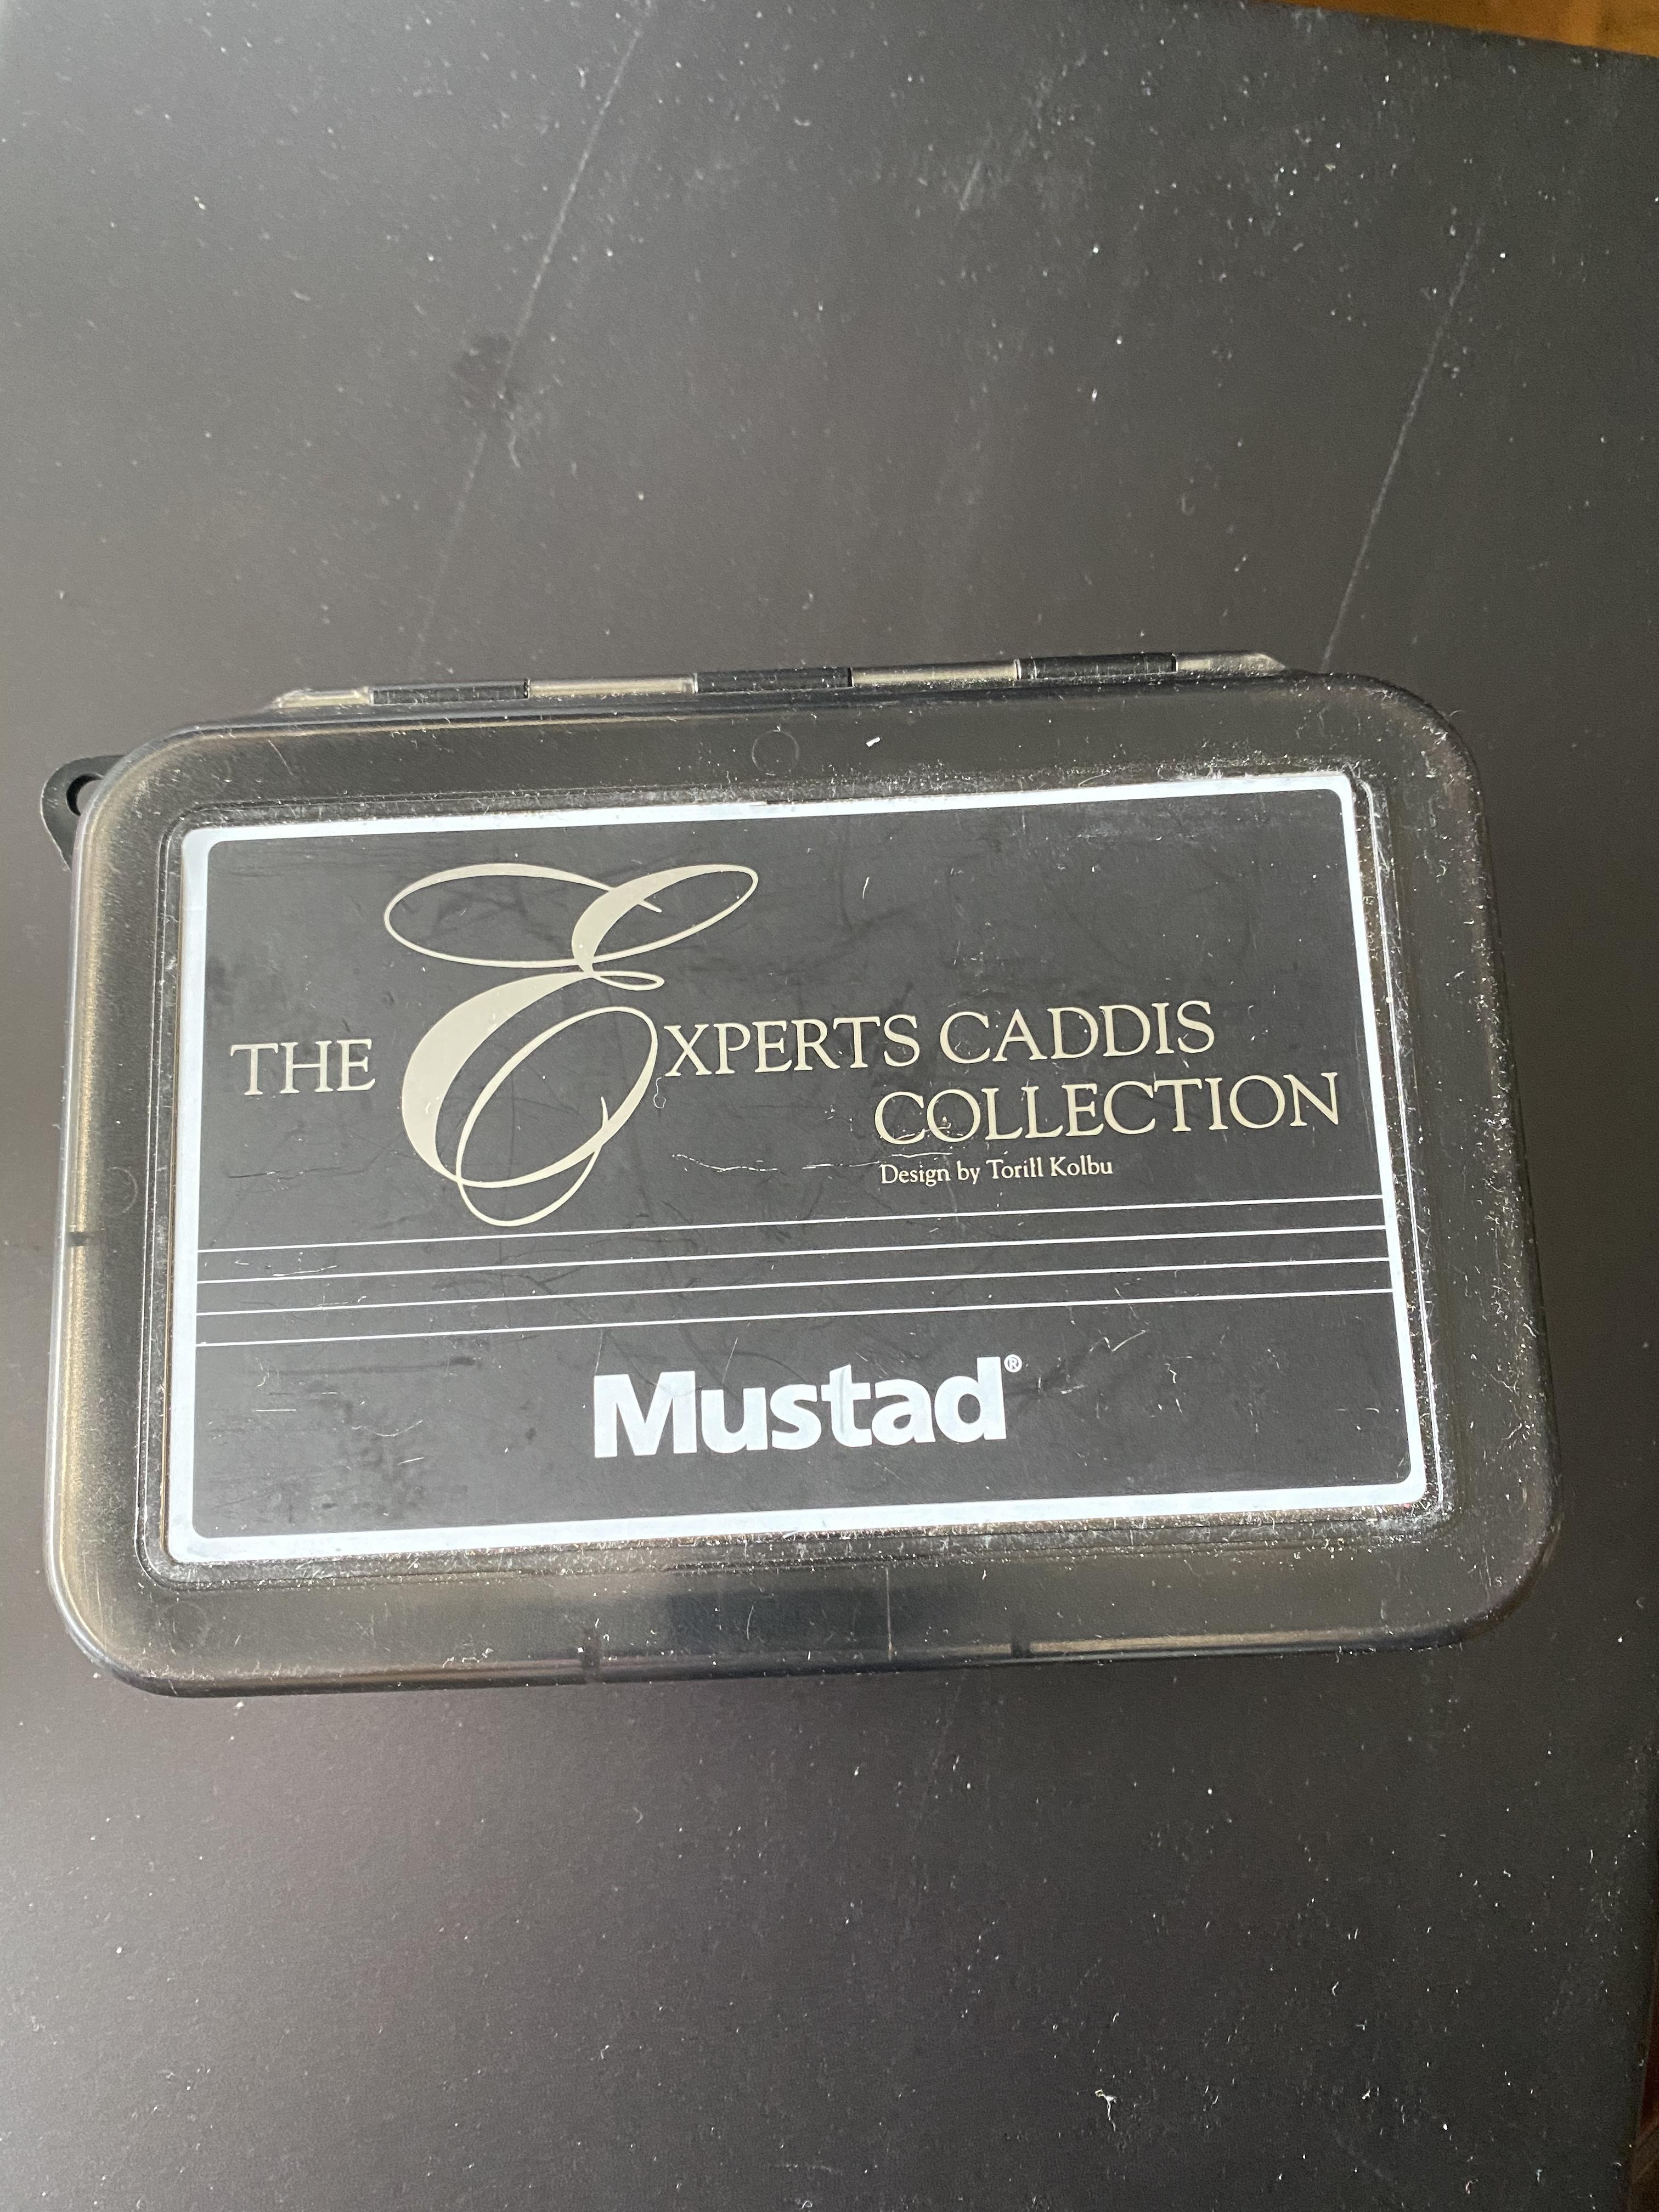 THE EXPERTS CADDIS
COLLECTION
Design by Torill Kolbu
Mustad®